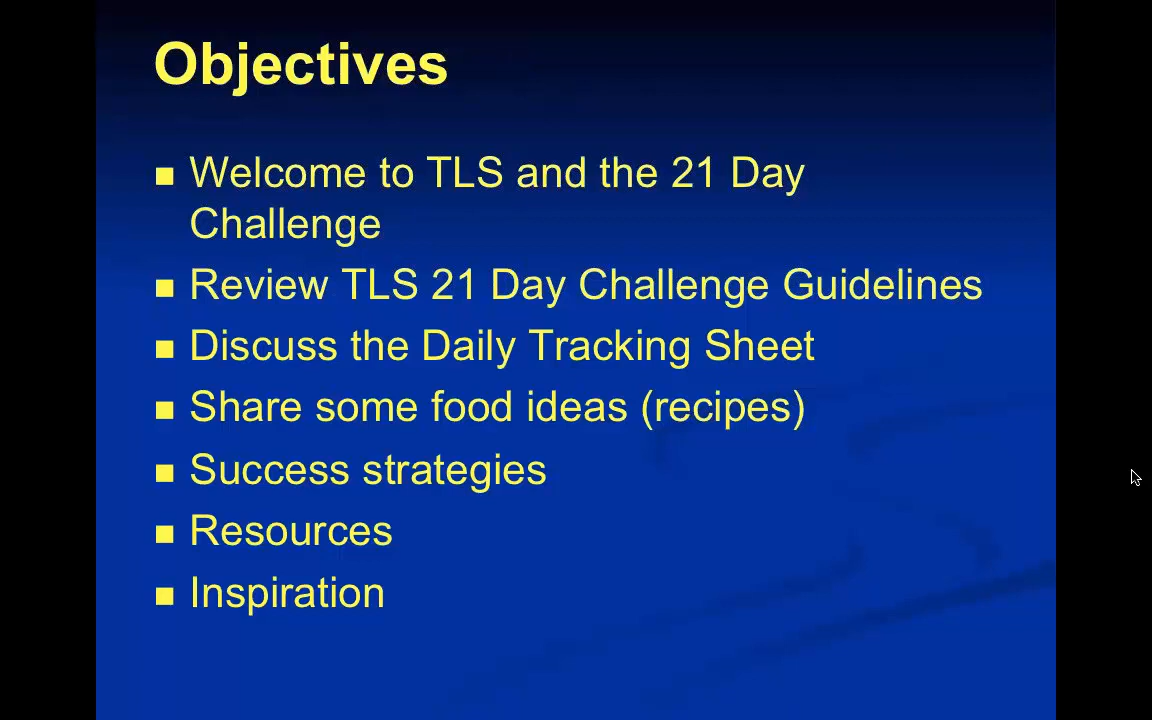 Objectives
Welcome to TLS and the 21 Day
Challenge
Review TLS 21 Day Challenge Guidelines
Discuss the Daily Tracking Sheet
Share some food ideas (recipes)
Success strategies
Resources
Inspiration